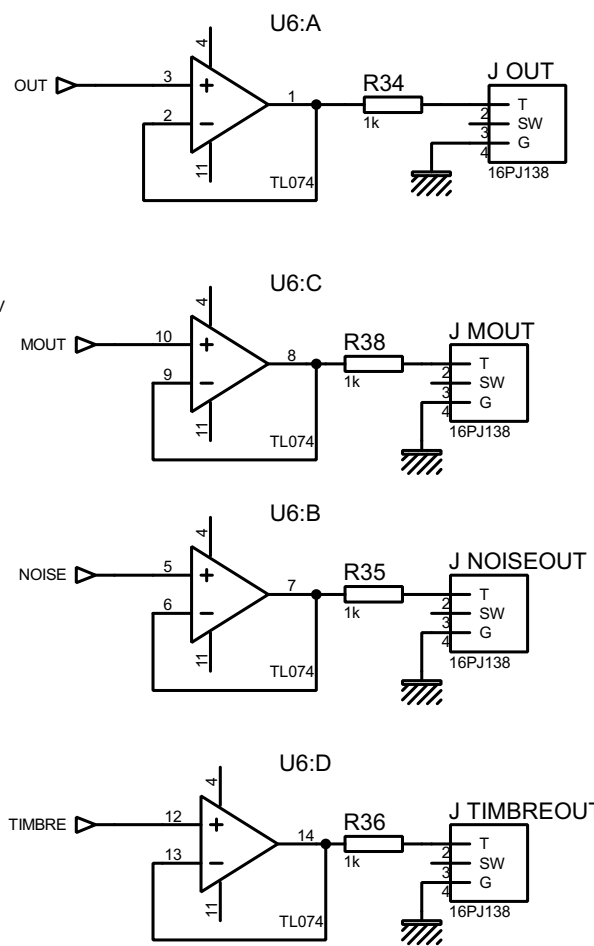 U6:A
4
OUT
3
+
2
−
1
11
TL074
R34
1k
J OUT
T
2
SW
3
G
4
16PJ138
U6:C
4
MOUT
10
+
9
−
8
11
TL074
R38
1k
J MOUT
T
2
SW
3
G
4
16PJ138
U6:B
4
NOISE
5
+
6
−
7
11
TL074
R35
1k
J NOISEOUT
T
2
SW
3
G
4
16PJ138
U6:D
4
TIMBRE
12
+
13
−
14
11
TL074
R36
1k
J TIMBREOUT
T
2
SW
3
G
4
16PJ138